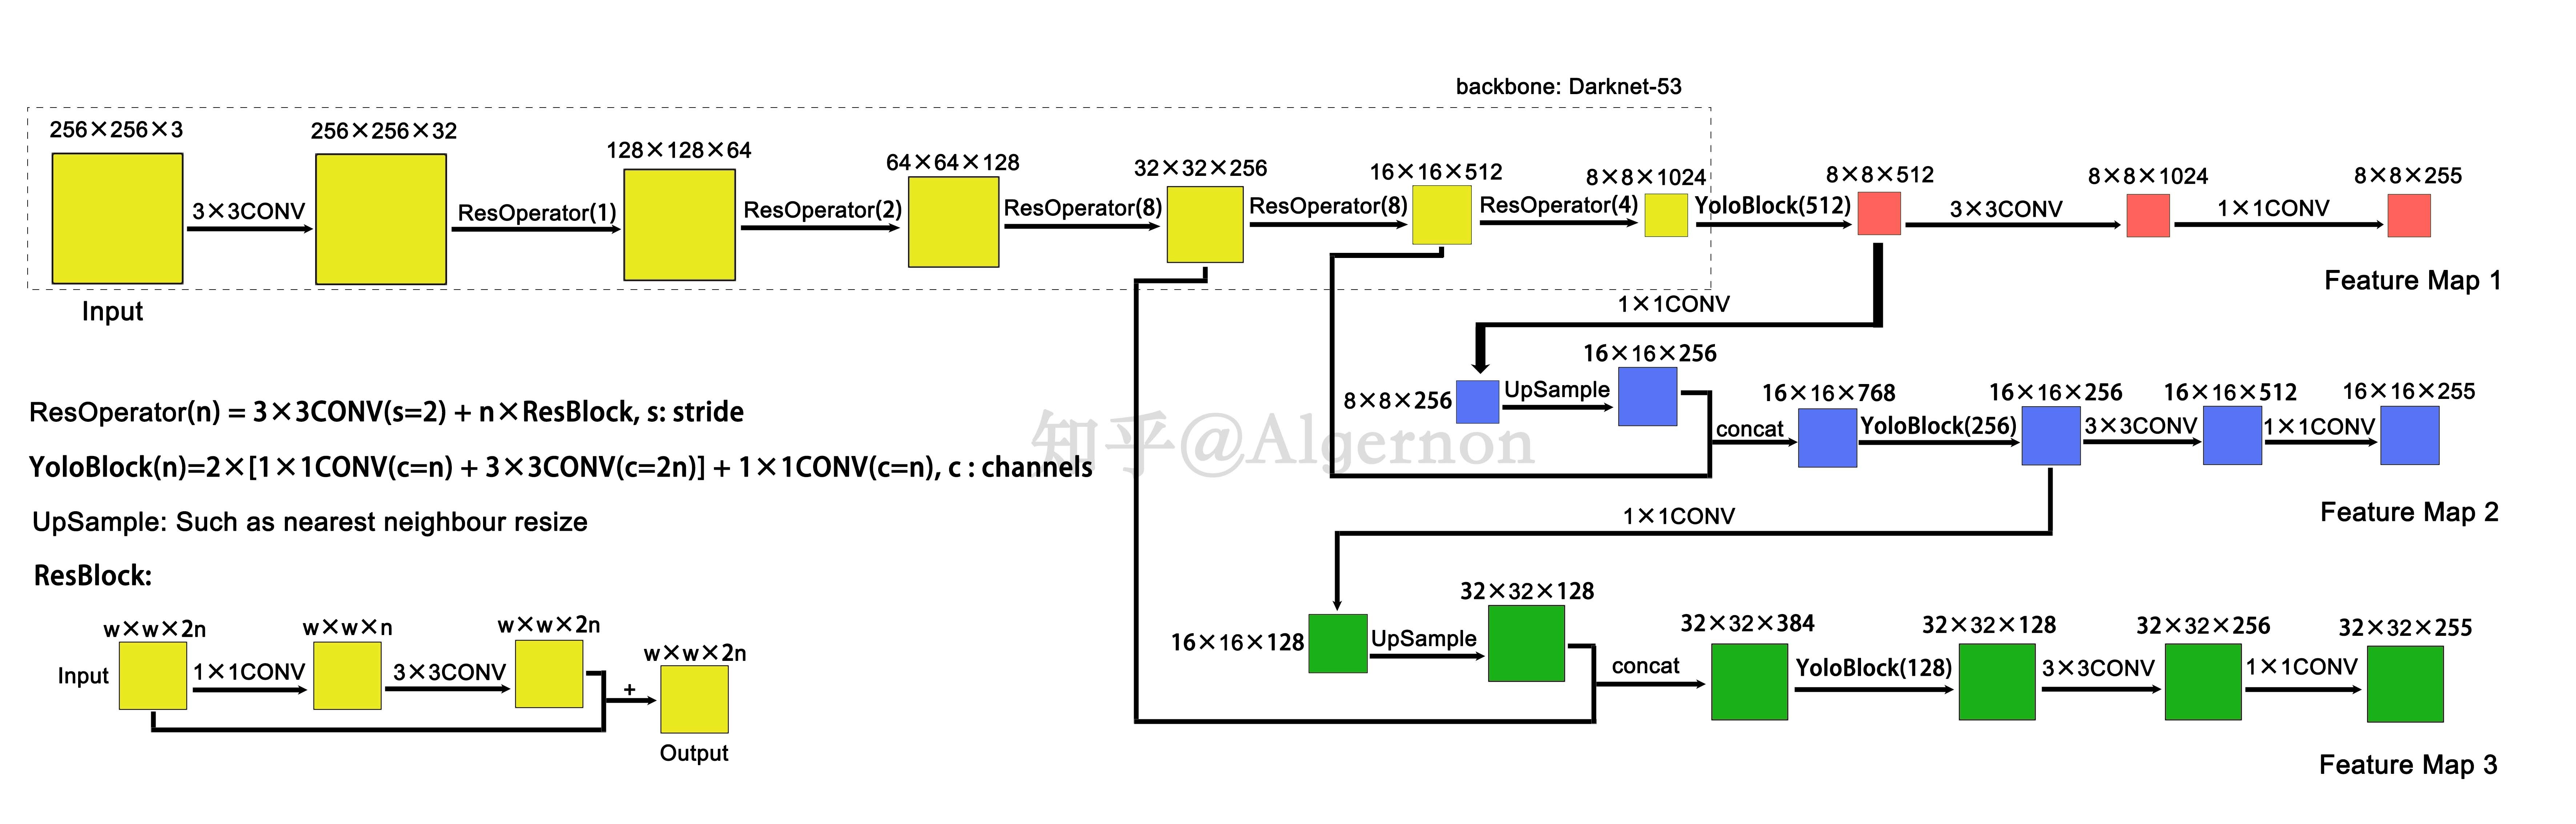 backbone: Darknet-53
256×256×3
256×256×32
128×128×64
64×64×128
32×32×256
16×16×512
8×8×1024
8×8×512
8×8×1024
8×8×255
3×3CONV
ResOperator(1)
ResOperator(2)
ResOperator(8)
ResOperator(8)
ResOperator(4)
YoloBlock(512)
3×3CONV
1×1CONV
Input
Feature Map 1
1×1CONV
16×16×256
8×8×256
UpSample
concat
16×16×768
YoloBlock(256)
16×16×256
3×3CONV
16×16×512
1×1CONV
16×16×255
Feature Map 2
ResOperator(n) = 3×3CONV(s=2) + n×ResBlock, s: stride
YoloBlock(n)=2×[1×1CONV(c=n) + 3×3CONV(c=2n)] + 1×1CONV(c=n), c : channels
UpSample: Such as nearest neighbour resize
知乎@Algernon
1×1CONV
ResBlock:
w×w×2n
w×w×n
w×w×2n
w×w×2n
Input
1×1CONV
3×3CONV
+
Output
32×32×128
16×16×128
UpSample
concat
32×32×384
YoloBlock(128)
32×32×128
3×3CONV
32×32×256
1×1CONV
32×32×255
Feature Map 3